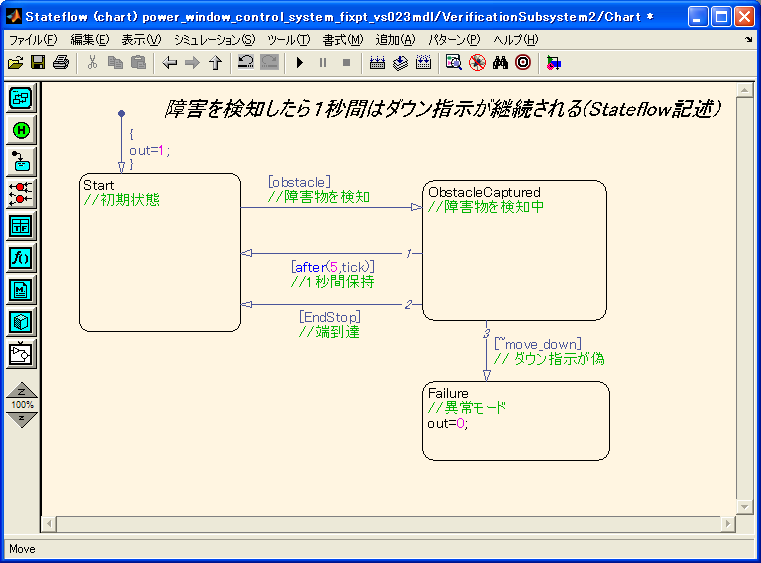 Stateflow (chart) power_window_control_system_fixpt_vs023mdl/VerificationSubsystem2/Chart *
ファイル(F) 編集(E) 表示(V) シミュレーション(S) ツール(T) 書式(M) 追加(A) パターン(P) ヘルプ(H)
障害を検知したら1秒間はダウン指示が継続される(Stateflow記述)
{
out=1;
}
Start
//初期状態
[obstacle]
//障害物を検知
ObstacleCaptured
//障害物を検知中
1
[after(5,tick)]
//1秒間保持
2
[EndStop]
//端到達
3
[~move_down]
// ダウン指示が偽
Failure
//異常モード
out=0;
100%
Move